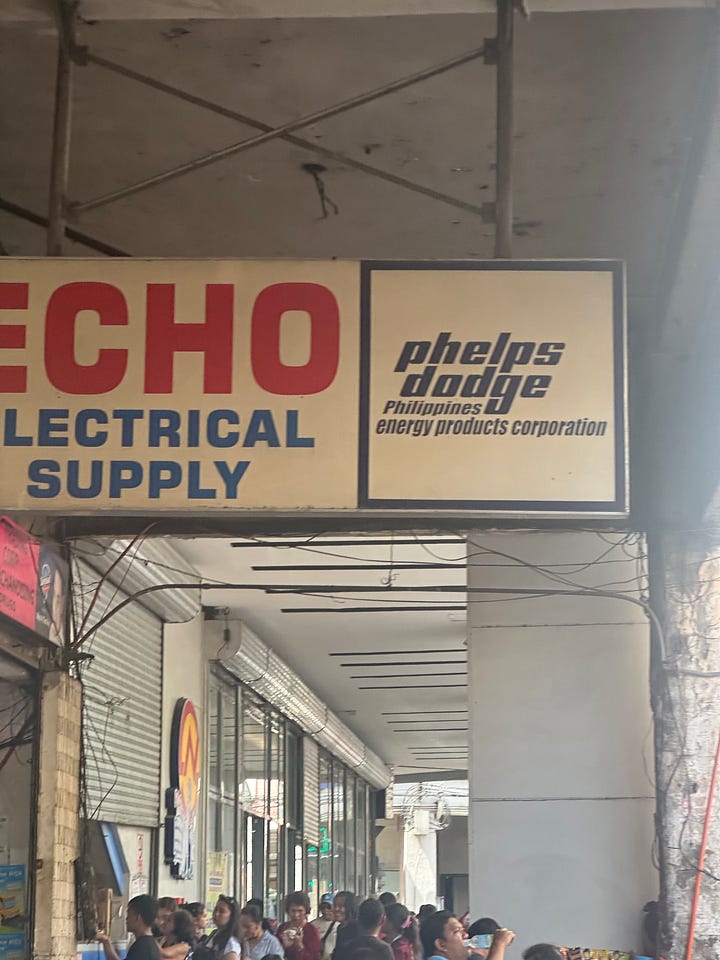 ECHO
LECTRICAL
SUPPLY
phelps
dodge
Philippines
energy products corporation